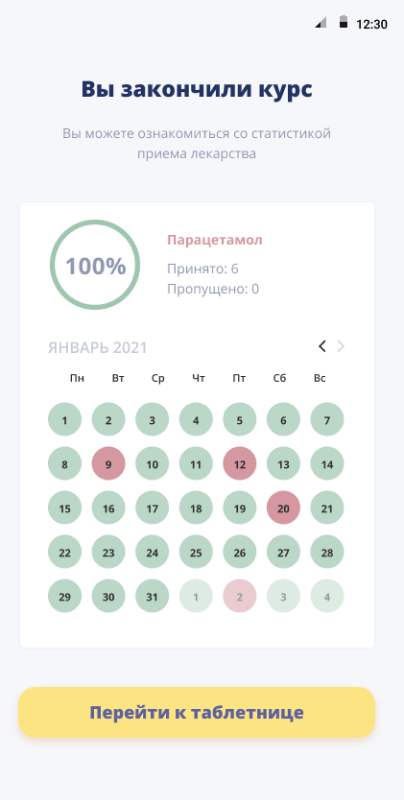 12:30
Вы закончили курс
Вы можете ознакомиться со статистикой
приема лекарства
100%
Парацетамол
Принято: 6
Пропущено: 0
ЯНВАРЬ 2021
Пн Вт Ср Чт Пт Сб Вс
1 2 3 4 5 6 7
8 9 10 11 12 13 14
15 16 17 18 19 20 21
22 23 24 25 26 27 28
29 30 31 1 2 3 4
Перейти к таблетнице